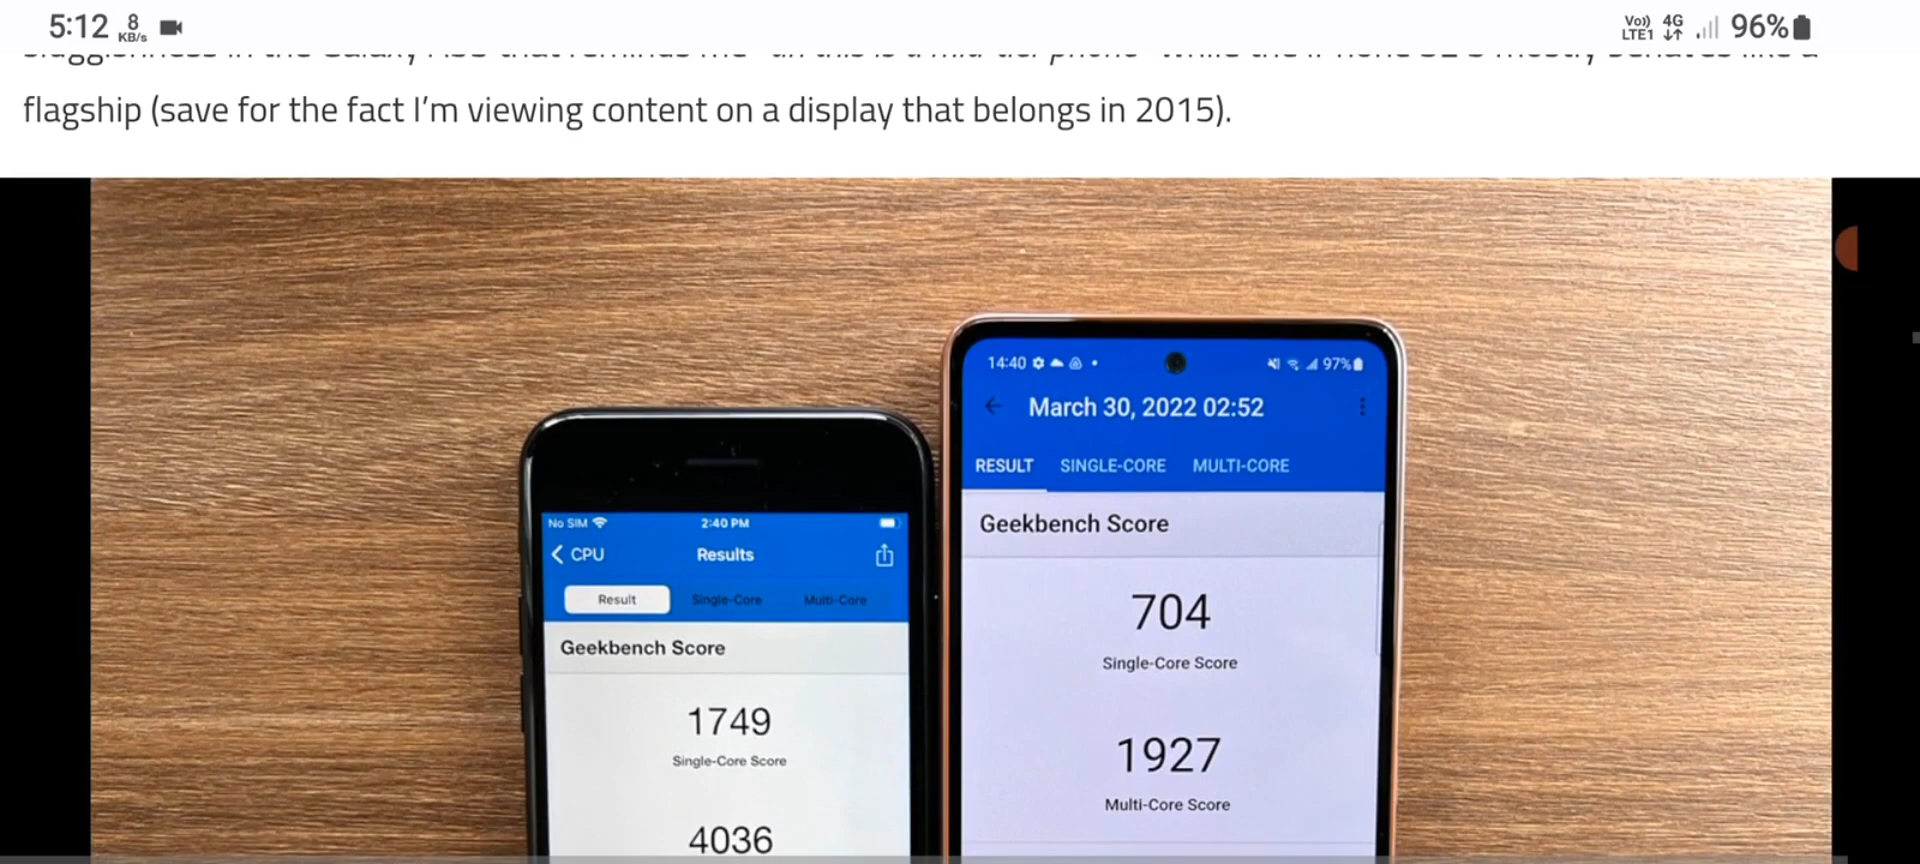 5:12 8 KB/s Vo)) LTE1 4G 96%
flagship (save for the fact I'm viewing content on a display that belongs in 2015).
14:40 97%
March 30, 2022 02:52
RESULT SINGLE-CORE MULTI-CORE
Geekbench Score
704
Single-Core Score
1927
Multi-Core Score
No SIM 2:40 PM
CPU Results
Result Single-Core Multi-Core
Geekbench Score
1749
Single-Core Score
4036